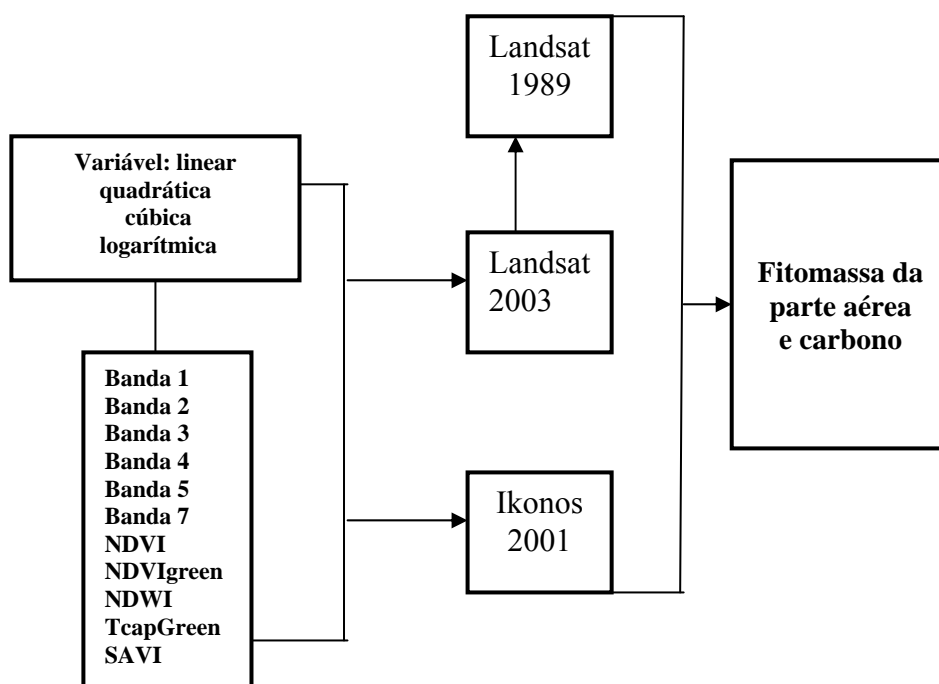 Variável: linear
quadrática
cúbica
logarítmica
Banda 1
Banda 2
Banda 3
Banda 4
Banda 5
Banda 7
NDVI
NDVIgreen
NDWI
TcapGreen
SAVI
Landsat
1989
Landsat
2003
Ikonos
2001
Fitomassa da
parte aérea
e carbono